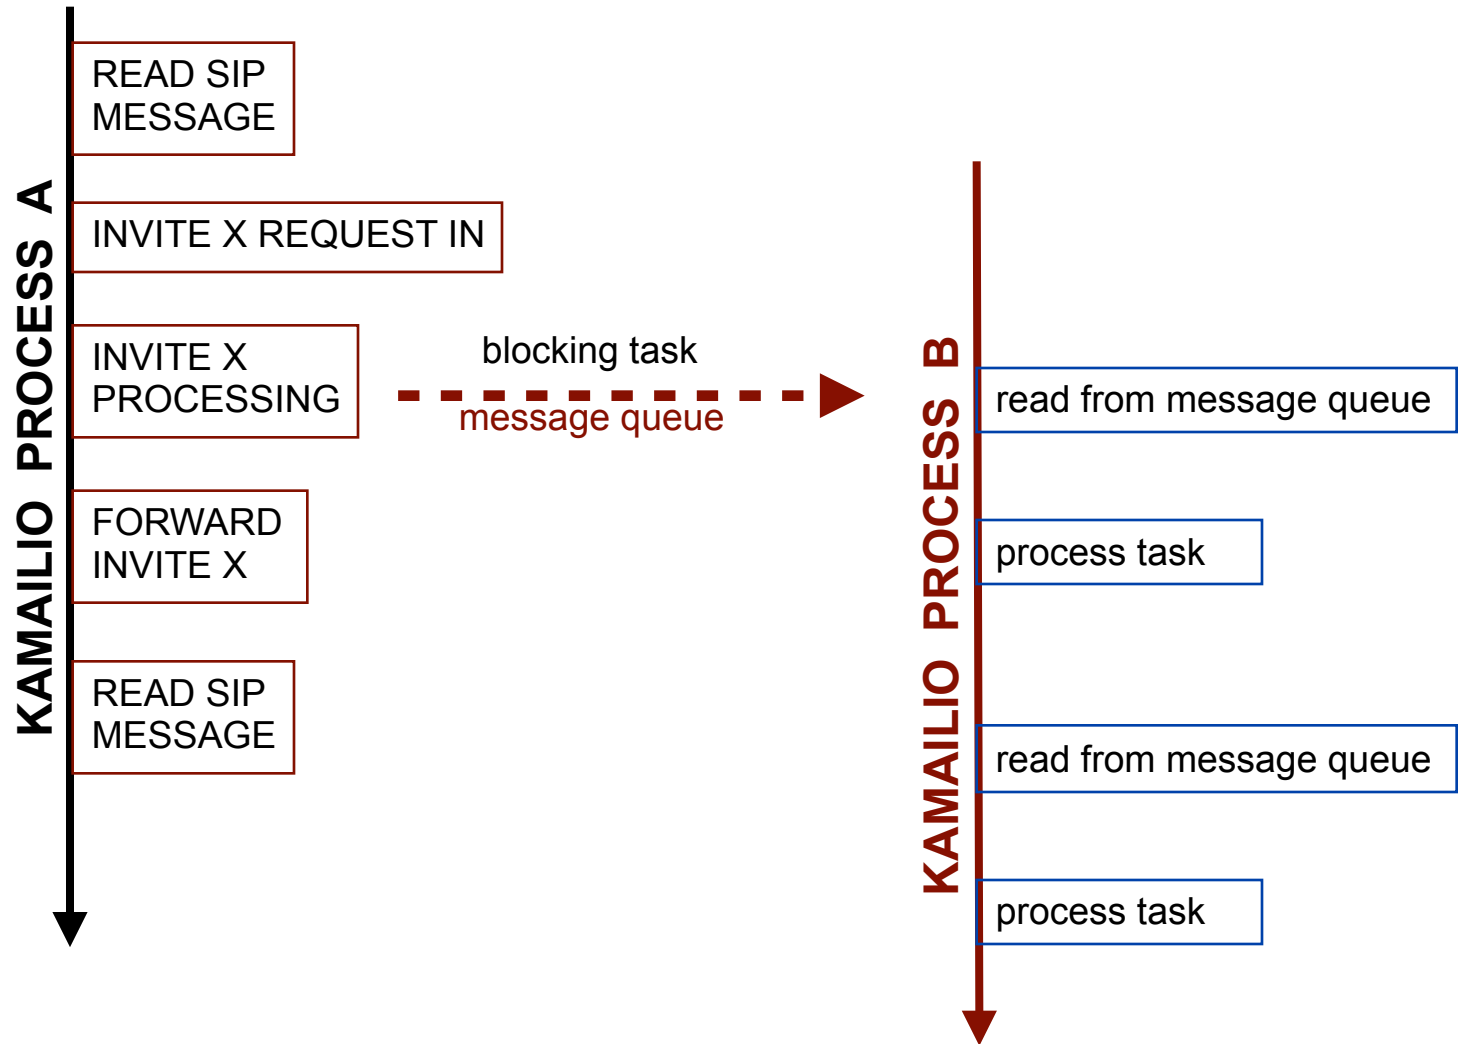 KAMAILIO PROCESS A
READ SIP
MESSAGE
INVITE X REQUEST IN
INVITE X
PROCESSING
FORWARD
INVITE X
READ SIP
MESSAGE
blocking task
message queue
KAMAILIO PROCESS B
read from message queue
process task
read from message queue
process task